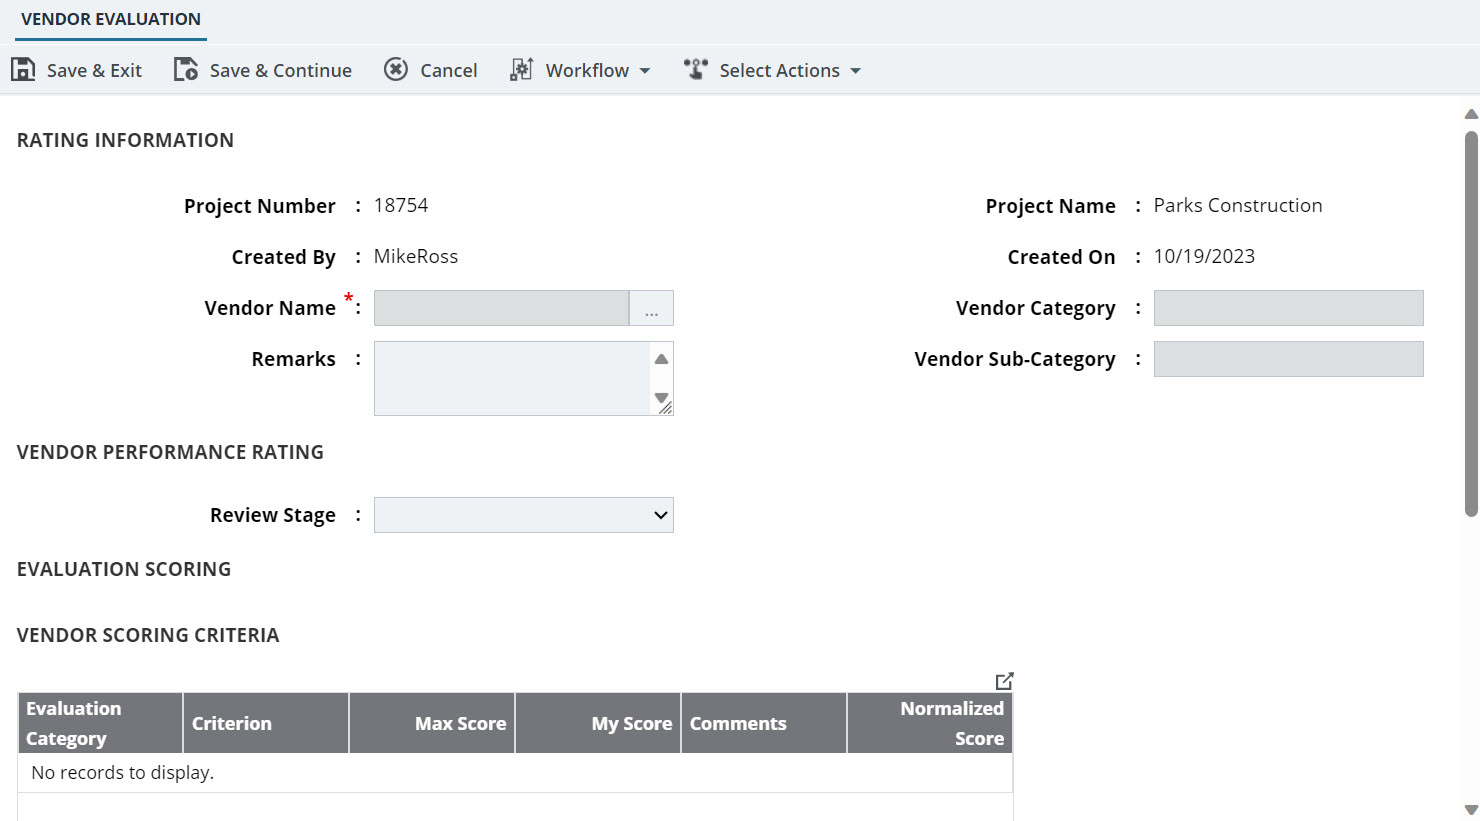 VENDOR EVALUATION
Save & Exit Save & Continue Cancel Workflow Select Actions
RATING INFORMATION
Project Number : 18754 Project Name : Parks Construction
Created By : MikeRoss Created On : 10/19/2023
Vendor Name * : ... Vendor Category :
Remarks : Vendor Sub-Category :
VENDOR PERFORMANCE RATING
Review Stage :
EVALUATION SCORING
VENDOR SCORING CRITERIA
Evaluation Category Criterion Max Score My Score Comments Normalized Score
No records to display.